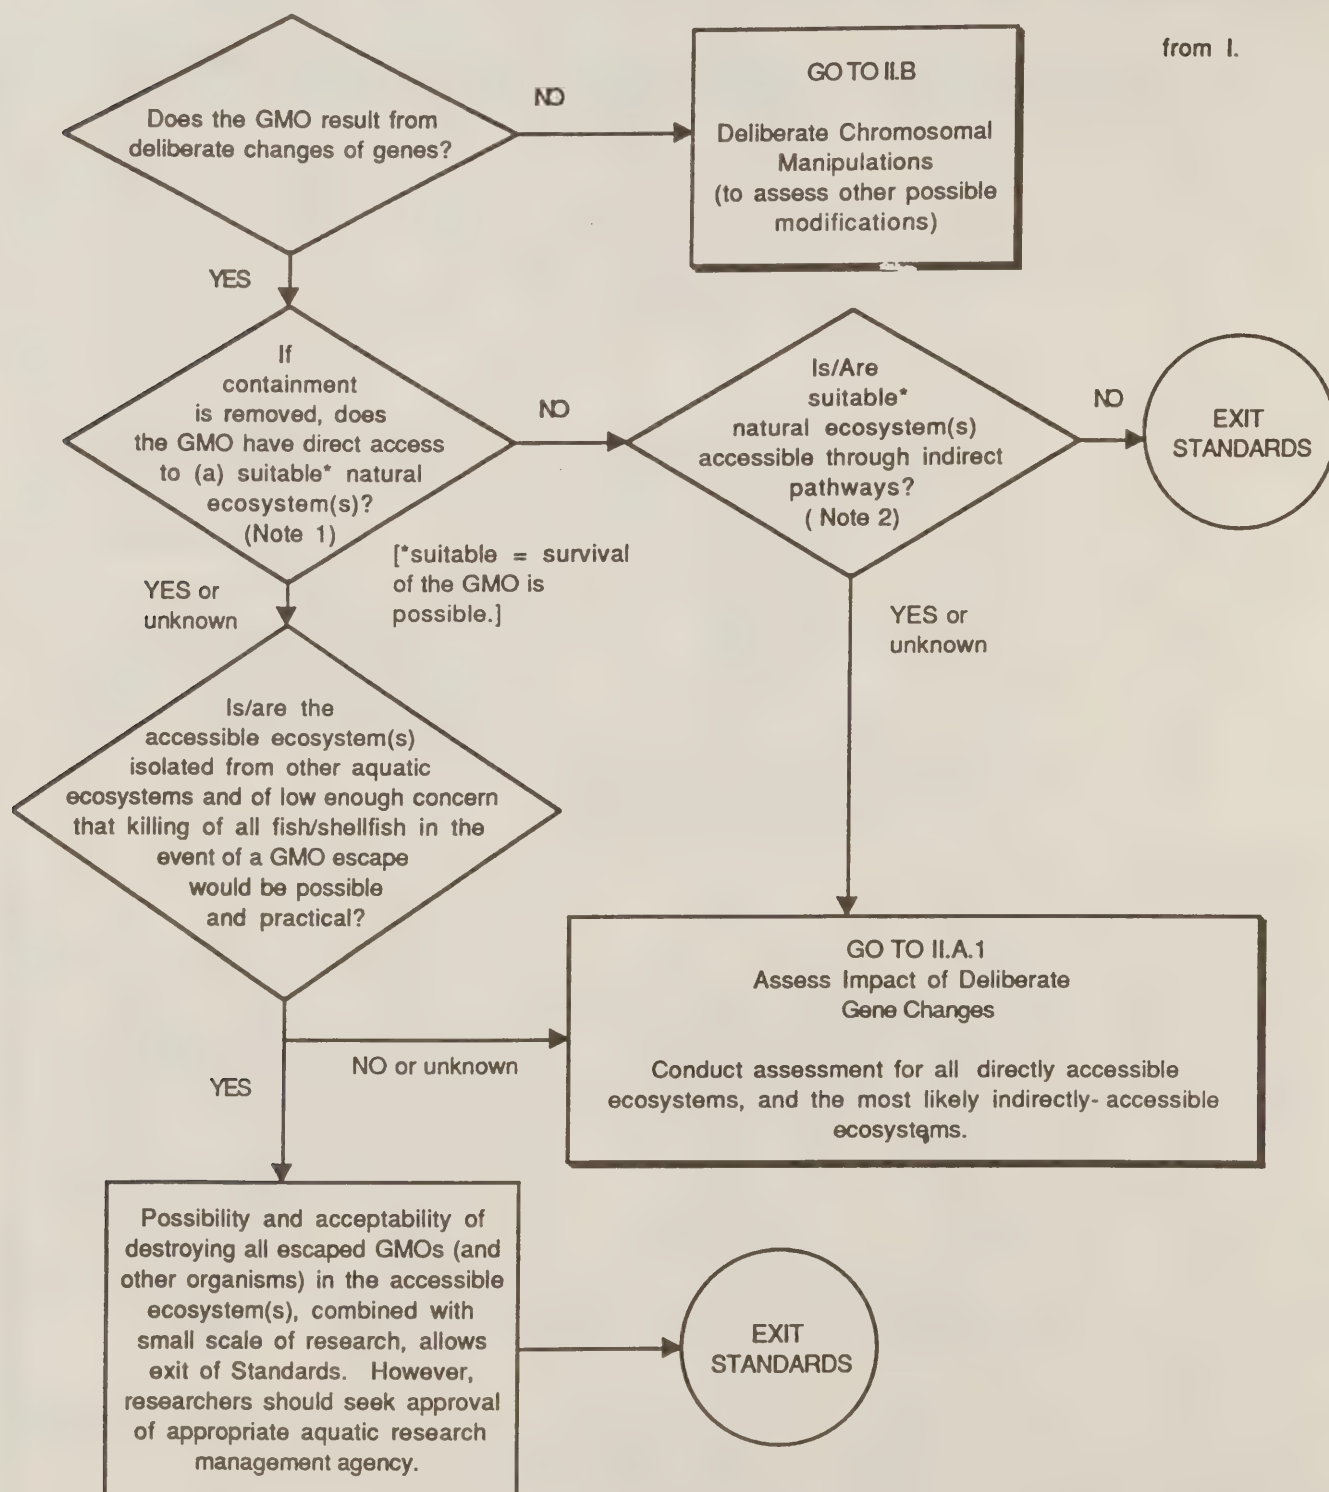 from I.
Does the GMO result from
deliberate changes of genes?
NO
GO TO II.B
Deliberate Chromosomal
Manipulations
(to assess other possible
modifications)
YES
If
containment
is removed, does
the GMO have direct access
to (a) suitable* natural
ecosystem(s)?
(Note 1)
NO
Is/Are
suitable*
natural ecosystem(s)
accessible through indirect
pathways?
( Note 2)
NO
EXIT
STANDARDS
[*suitable = survival
of the GMO is
possible.]
YES or
unknown
YES or
unknown
Is/are the
accessible ecosystem(s)
isolated from other aquatic
ecosystems and of low enough concern
that killing of all fish/shellfish in the
event of a GMO escape
would be possible
and practical?
NO or unknown
GO TO II.A.1
Assess Impact of Deliberate
Gene Changes
Conduct assessment for all directly accessible
ecosystems, and the most likely indirectly- accessible
ecosystems.
YES
Possibility and acceptability of
destroying all escaped GMOs (and
other organisms) in the accessible
ecosystem(s), combined with
small scale of research, allows
exit of Standards. However,
researchers should seek approval
of appropriate aquatic research
management agency.
EXIT
STANDARDS